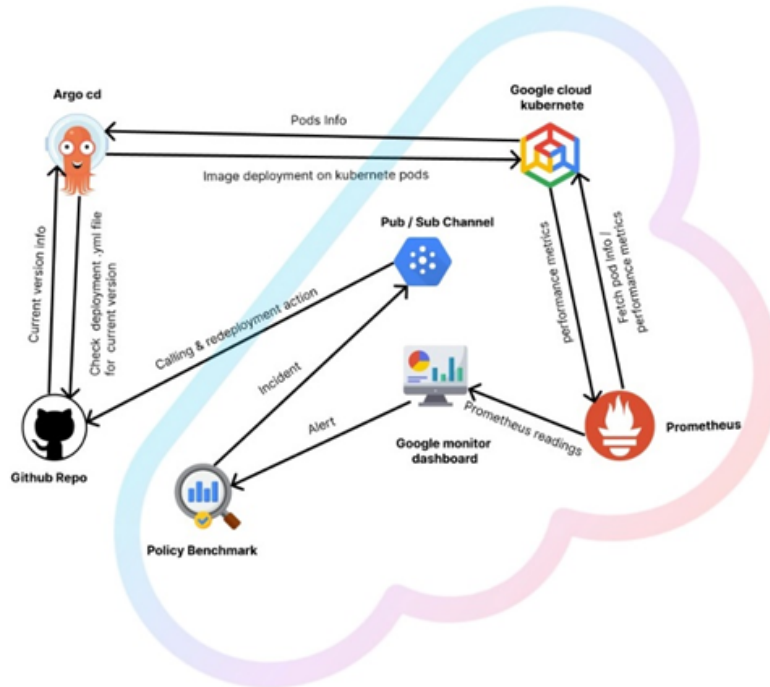 Argo cd
Google cloud
kubernete
Pods Info
Image deployment on kubernete pods
Pub / Sub Channel
Current version info
Check deployment .yml file
for current version
Calling & redeployment action
Incident
performance metrics
Fetch pod Info /
performance metrics
Alert
Google monitor
dashboard
Prometheus readings
Prometheus
Github Repo
Policy Benchmark